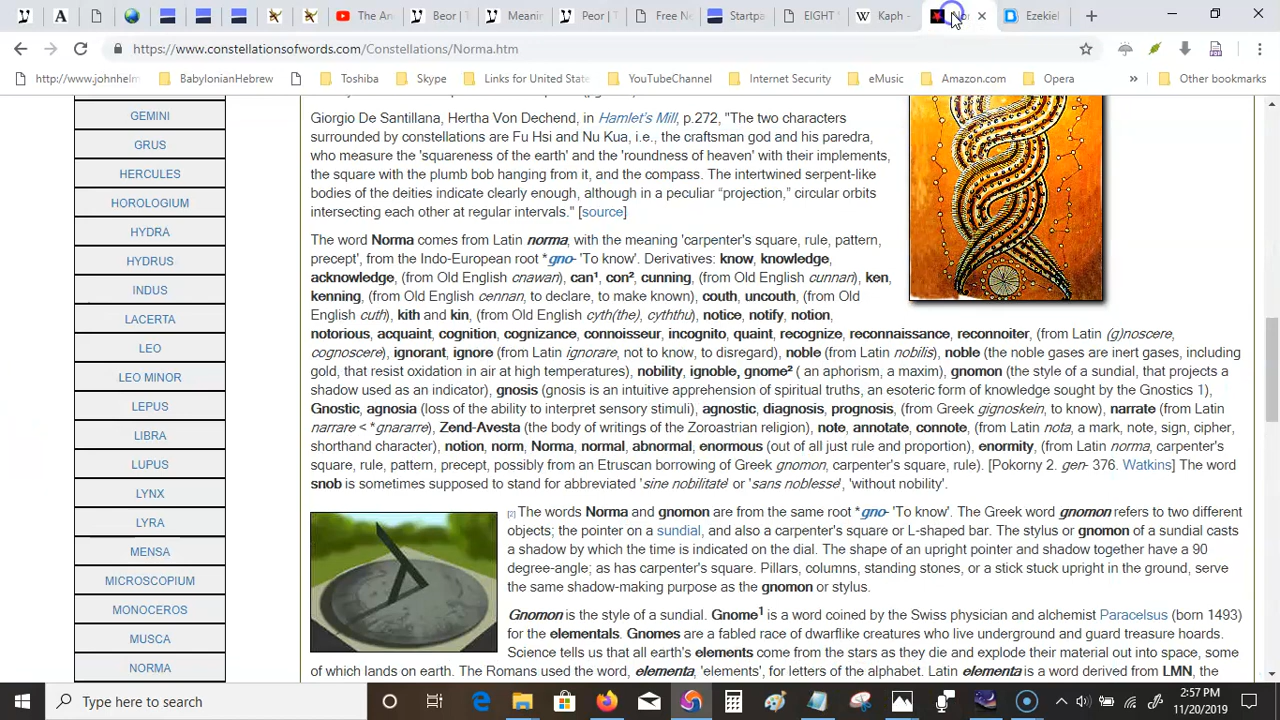 The An
Beor | T
Meanin
Peor | T
Free Ne
Startpa
EIGHT
Kaph -
Nor
Ezekiel
https://www.constellationsofwords.com/Constellations/Norma.htm
http://www.johnhelm
BabylonianHebrew
Toshiba
Skype
Links for United State
YouTubeChannel
Internet Security
eMusic
Amazon.com
Opera
»
Other bookmarks
GEMINI
GRUS
HERCULES
HOROLOGIUM
HYDRA
HYDRUS
INDUS
LACERTA
LEO
LEO MINOR
LEPUS
LIBRA
LUPUS
LYNX
LYRA
MENSA
MICROSCOPIUM
MONOCEROS
MUSCA
NORMA
Giorgio De Santillana, Hertha Von Dechend, in Hamlet's Mill, p.272, "The two characters
surrounded by constellations are Fu Hsi and Nu Kua, i.e., the craftsman god and his paredra,
who measure the 'squareness of the earth' and the 'roundness of heaven' with their implements,
the square with the plumb bob hanging from it, and the compass. The intertwined serpent-like
bodies of the deities indicate clearly enough, although in a peculiar “projection,” circular orbits
intersecting each other at regular intervals." [source]
The word Norma comes from Latin norma, with the meaning 'carpenter's square, rule, pattern,
precept', from the Indo-European root *gno- 'To know'. Derivatives: know, knowledge,
acknowledge, (from Old English cnawan), can¹, con², cunning, (from Old English cunnan), ken,
kenning, (from Old English cennan, to declare, to make known), couth, uncouth, (from Old
English cuth), kith and kin, (from Old English cyth(the), cyththu), notice, notify, notion,
notorious, acquaint, cognition, cognizance, connoisseur, incognito, quaint, recognize, reconnaissance, reconnoiter, (from Latin (g)noscere,
cognoscere), ignorant, ignore (from Latin ignorare, not to know, to disregard), noble (from Latin nobilis), noble (the noble gases are inert gases, including
gold, that resist oxidation in air at high temperatures), nobility, ignoble, gnome² ( an aphorism, a maxim), gnomon (the style of a sundial, that projects a
shadow used as an indicator), gnosis (gnosis is an intuitive apprehension of spiritual truths, an esoteric form of knowledge sought by the Gnostics 1),
Gnostic, agnosia (loss of the ability to interpret sensory stimuli), agnostic, diagnosis, prognosis, (from Greek gignoskein, to know), narrate (from Latin
narrare < *gnararre), Zend-Avesta (the body of writings of the Zoroastrian religion), note, annotate, connote, (from Latin nota, a mark, note, sign, cipher,
shorthand character), notion, norm, Norma, normal, abnormal, enormous (out of all just rule and proportion), enormity, (from Latin norma, carpenter's
square, rule, pattern, precept, possibly from an Etruscan borrowing of Greek gnomon, carpenter's square, rule). [Pokorny 2. gen- 376. Watkins] The word
snob is sometimes supposed to stand for abbreviated 'sine nobilitate' or 'sans noblesse', 'without nobility'.
[2] The words Norma and gnomon are from the same root *gno- 'To know'. The Greek word gnomon refers to two different
objects; the pointer on a sundial, and also a carpenter's square or L-shaped bar. The stylus or gnomon of a sundial casts
a shadow by which the time is indicated on the dial. The shape of an upright pointer and shadow together have a 90
degree-angle; as has carpenter's square. Pillars, columns, standing stones, or a stick stuck upright in the ground, serve
the same shadow-making purpose as the gnomon or stylus.
Gnomon is the style of a sundial. Gnome¹ is a word coined by the Swiss physician and alchemist Paracelsus (born 1493)
for the elementals. Gnomes are a fabled race of dwarflike creatures who live underground and guard treasure hoards.
Science tells us that all earth's elements come from the stars as they die and explode their material out into space, some
of which lands on earth. The Romans used the word, elementa, 'elements', for letters of the alphabet. Latin elementa is a word derived from LMN, the
Type here to search
2:57 PM
11/20/2019